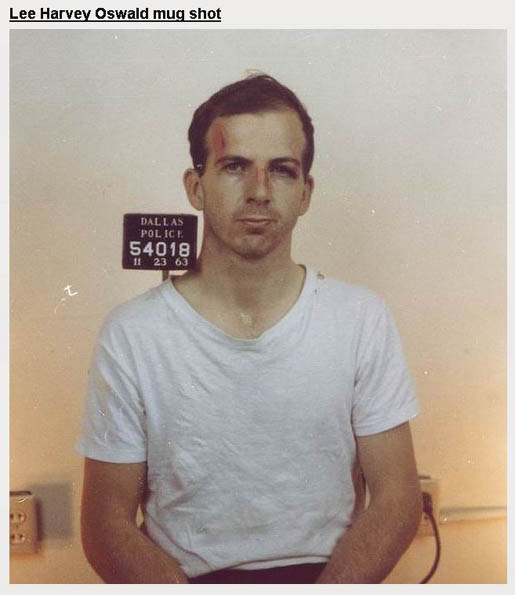 Lee Harvey Oswald mug shot
DALLAS
POLICE
54018
11 23 63